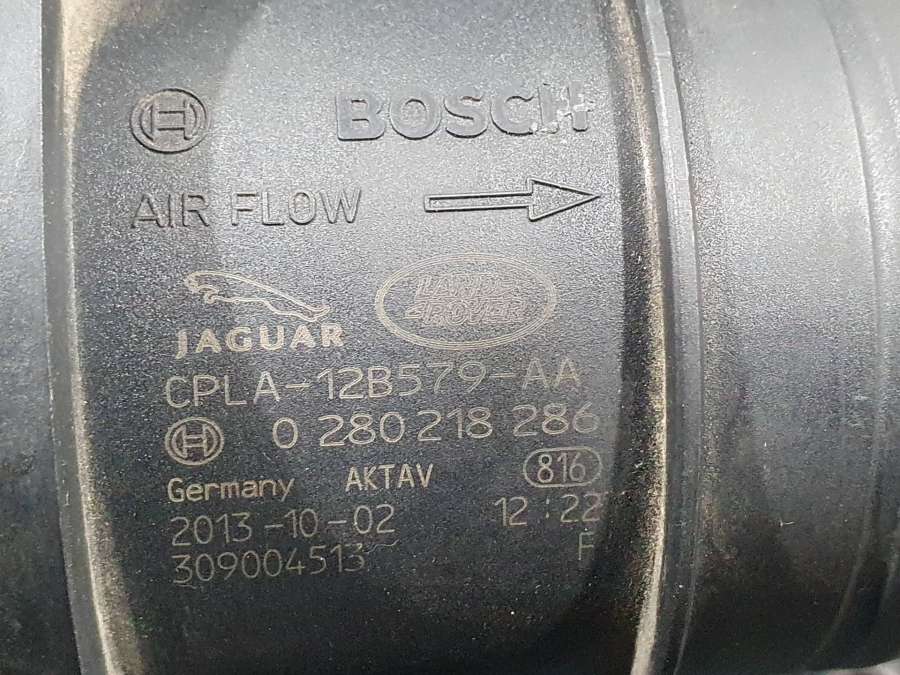 BOSCH
AIR FLOW
JAGUAR
LAND-
-ROVER
CPLA-12B579-AA
0 280 218 286
Germany AKTAV 816
2013-10-02 12:22
309004513 F